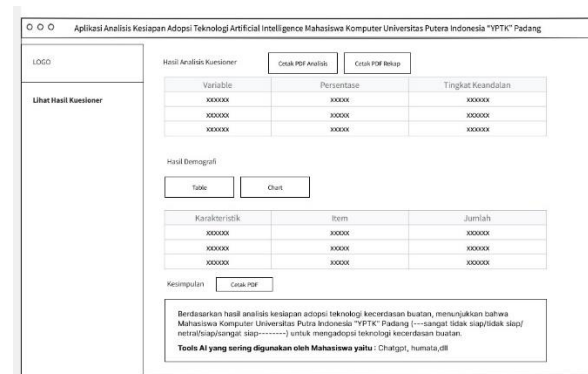 Aplikasi Analisis Kesiapan Adopsi Teknologi Artificial Intelligence Mahasiswa Komputer Universitas Putera Indonesia "YPTK" Padang
LOGO
Lihat Hasil Kuesioner
Hasil Analisis Kuesioner
Cetak PDF Analisis
Cetak PDF Rekap
Variable Persentase Tingkat Keandalan
xxxxxx xxxxx xxxxxx
xxxxxx xxxxx xxxxxx
xxxxxx xxxxx xxxxxx
Hasil Demografi
Table
Chart
Karakteristik Item Jumlah
xxxxxx xxxxx xxxxxx
xxxxxx xxxxx xxxxxx
xxxxxx xxxxx xxxxxx
Kesimpulan
Cetak PDF
Berdasarkan hasil analisis kesiapan adopsi teknologi kecerdasan buatan, menunjukkan bahwa
Mahasiswa Komputer Universitas Putra Indonesia "YPTK" Padang (---sangat tidak siap/tidak siap/
netral/siap/sangat siap--------) untuk mengadopsi teknologi kecerdasan buatan.
Tools AI yang sering digunakan oleh Mahasiswa yaitu : Chatgpt, humata,dll